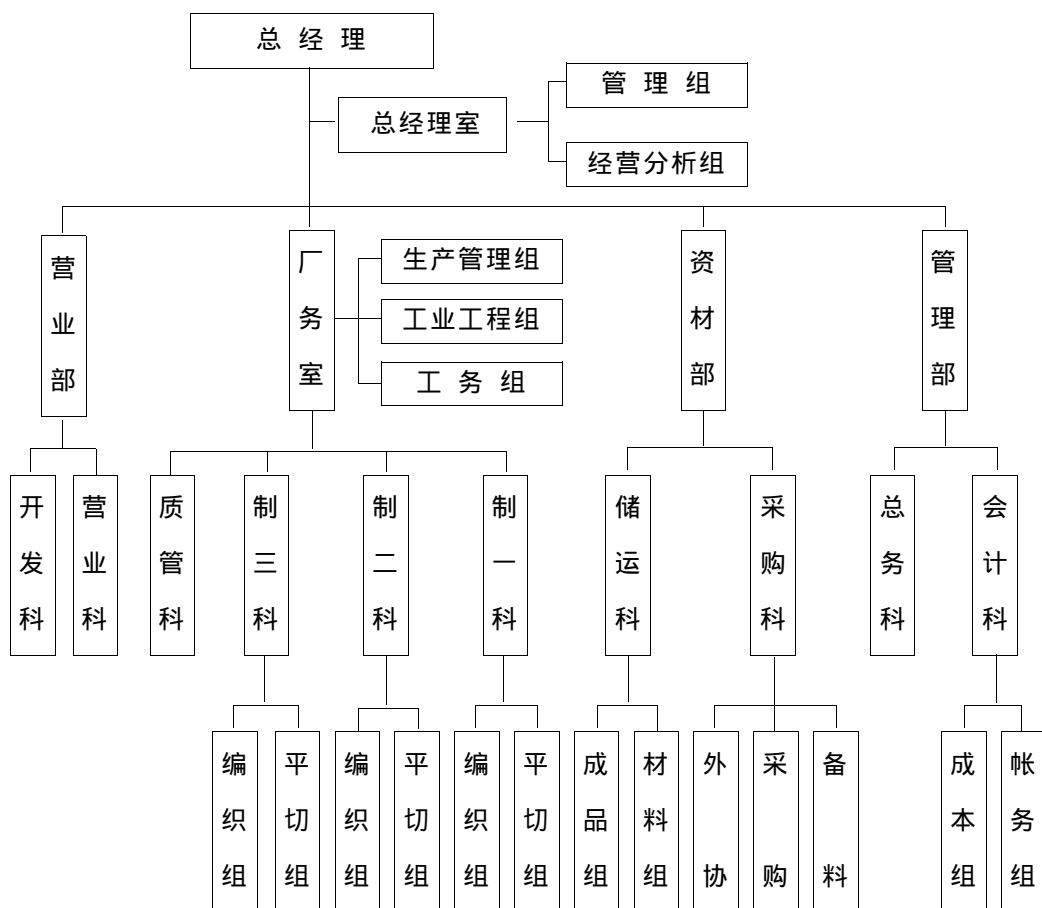 总经理
总经理室
管理组
经营分析组
营业部
厂务室
生产管理组
工业工程组
工务组
资材部
管理部
开发科
营业科
质管科
制三科
制二科
制一科
储运科
采购科
总务科
会计科
编织组
平切组
编织组
平切组
编织组
平切组
成品组
材料组
外协
采购
备料
成本组
帐务组